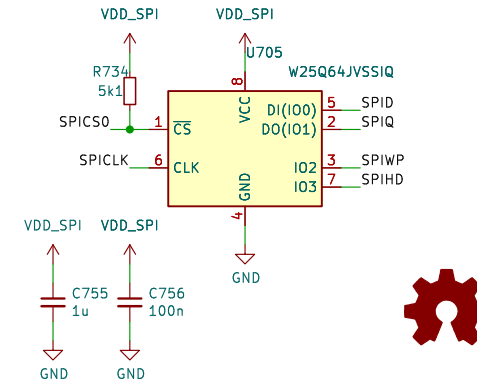 VDD_SPI VDD_SPI
U705
R734
5k1
W25Q64JVSSIQ
8
VCC
SPICS0 1 CS
DI(IO0) 5 SPID
DO(IO1) 2 SPIQ
SPICLK 6 CLK
IO2 3 SPIWP
IO3 7 SPIHD
GND
4
GND
VDD_SPI VDD_SPI
C755 C756
1u 100n
GND GND